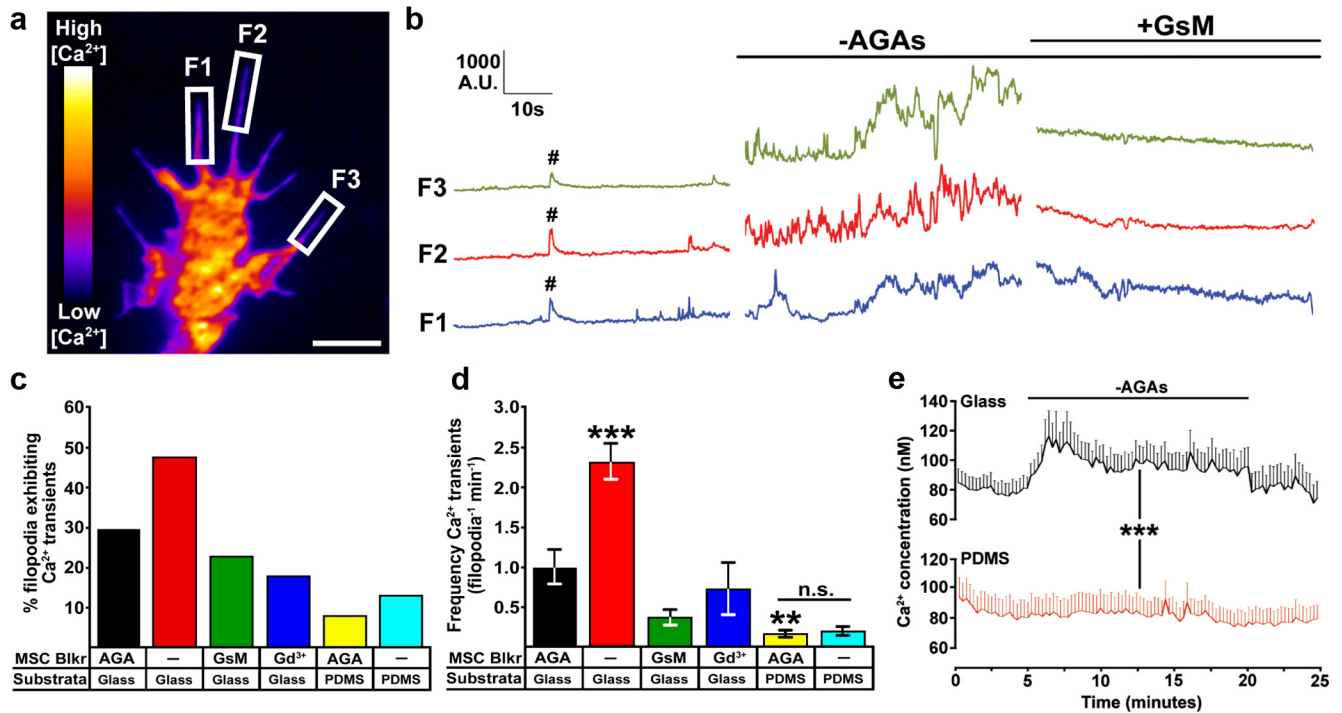 a
High
[Ca²⁺]
Low
[Ca²⁺]
F1
F2
F3
b
1000
A.U.
10s
-AGAs
+GsM
#
F3
#
F2
#
F1
c
% filopodia exhibiting
Ca²⁺ transients
60
50
40
30
20
10
MSC Blkr AGA – GsM Gd³⁺ AGA –
Substrata Glass Glass Glass Glass PDMS PDMS
d
Frequency Ca²⁺ transients
(filopodia⁻¹ min⁻¹)
3.0
2.5
2.0
1.5
1.0
0.5
***
**
n.s.
MSC Blkr AGA – GsM Gd³⁺ AGA –
Substrata Glass Glass Glass Glass PDMS PDMS
e
-AGAs
Glass
Ca²⁺ concentration (nM)
140
120
100
80
60
***
PDMS
120
100
80
60
0 5 10 15 20 25
Time (minutes)